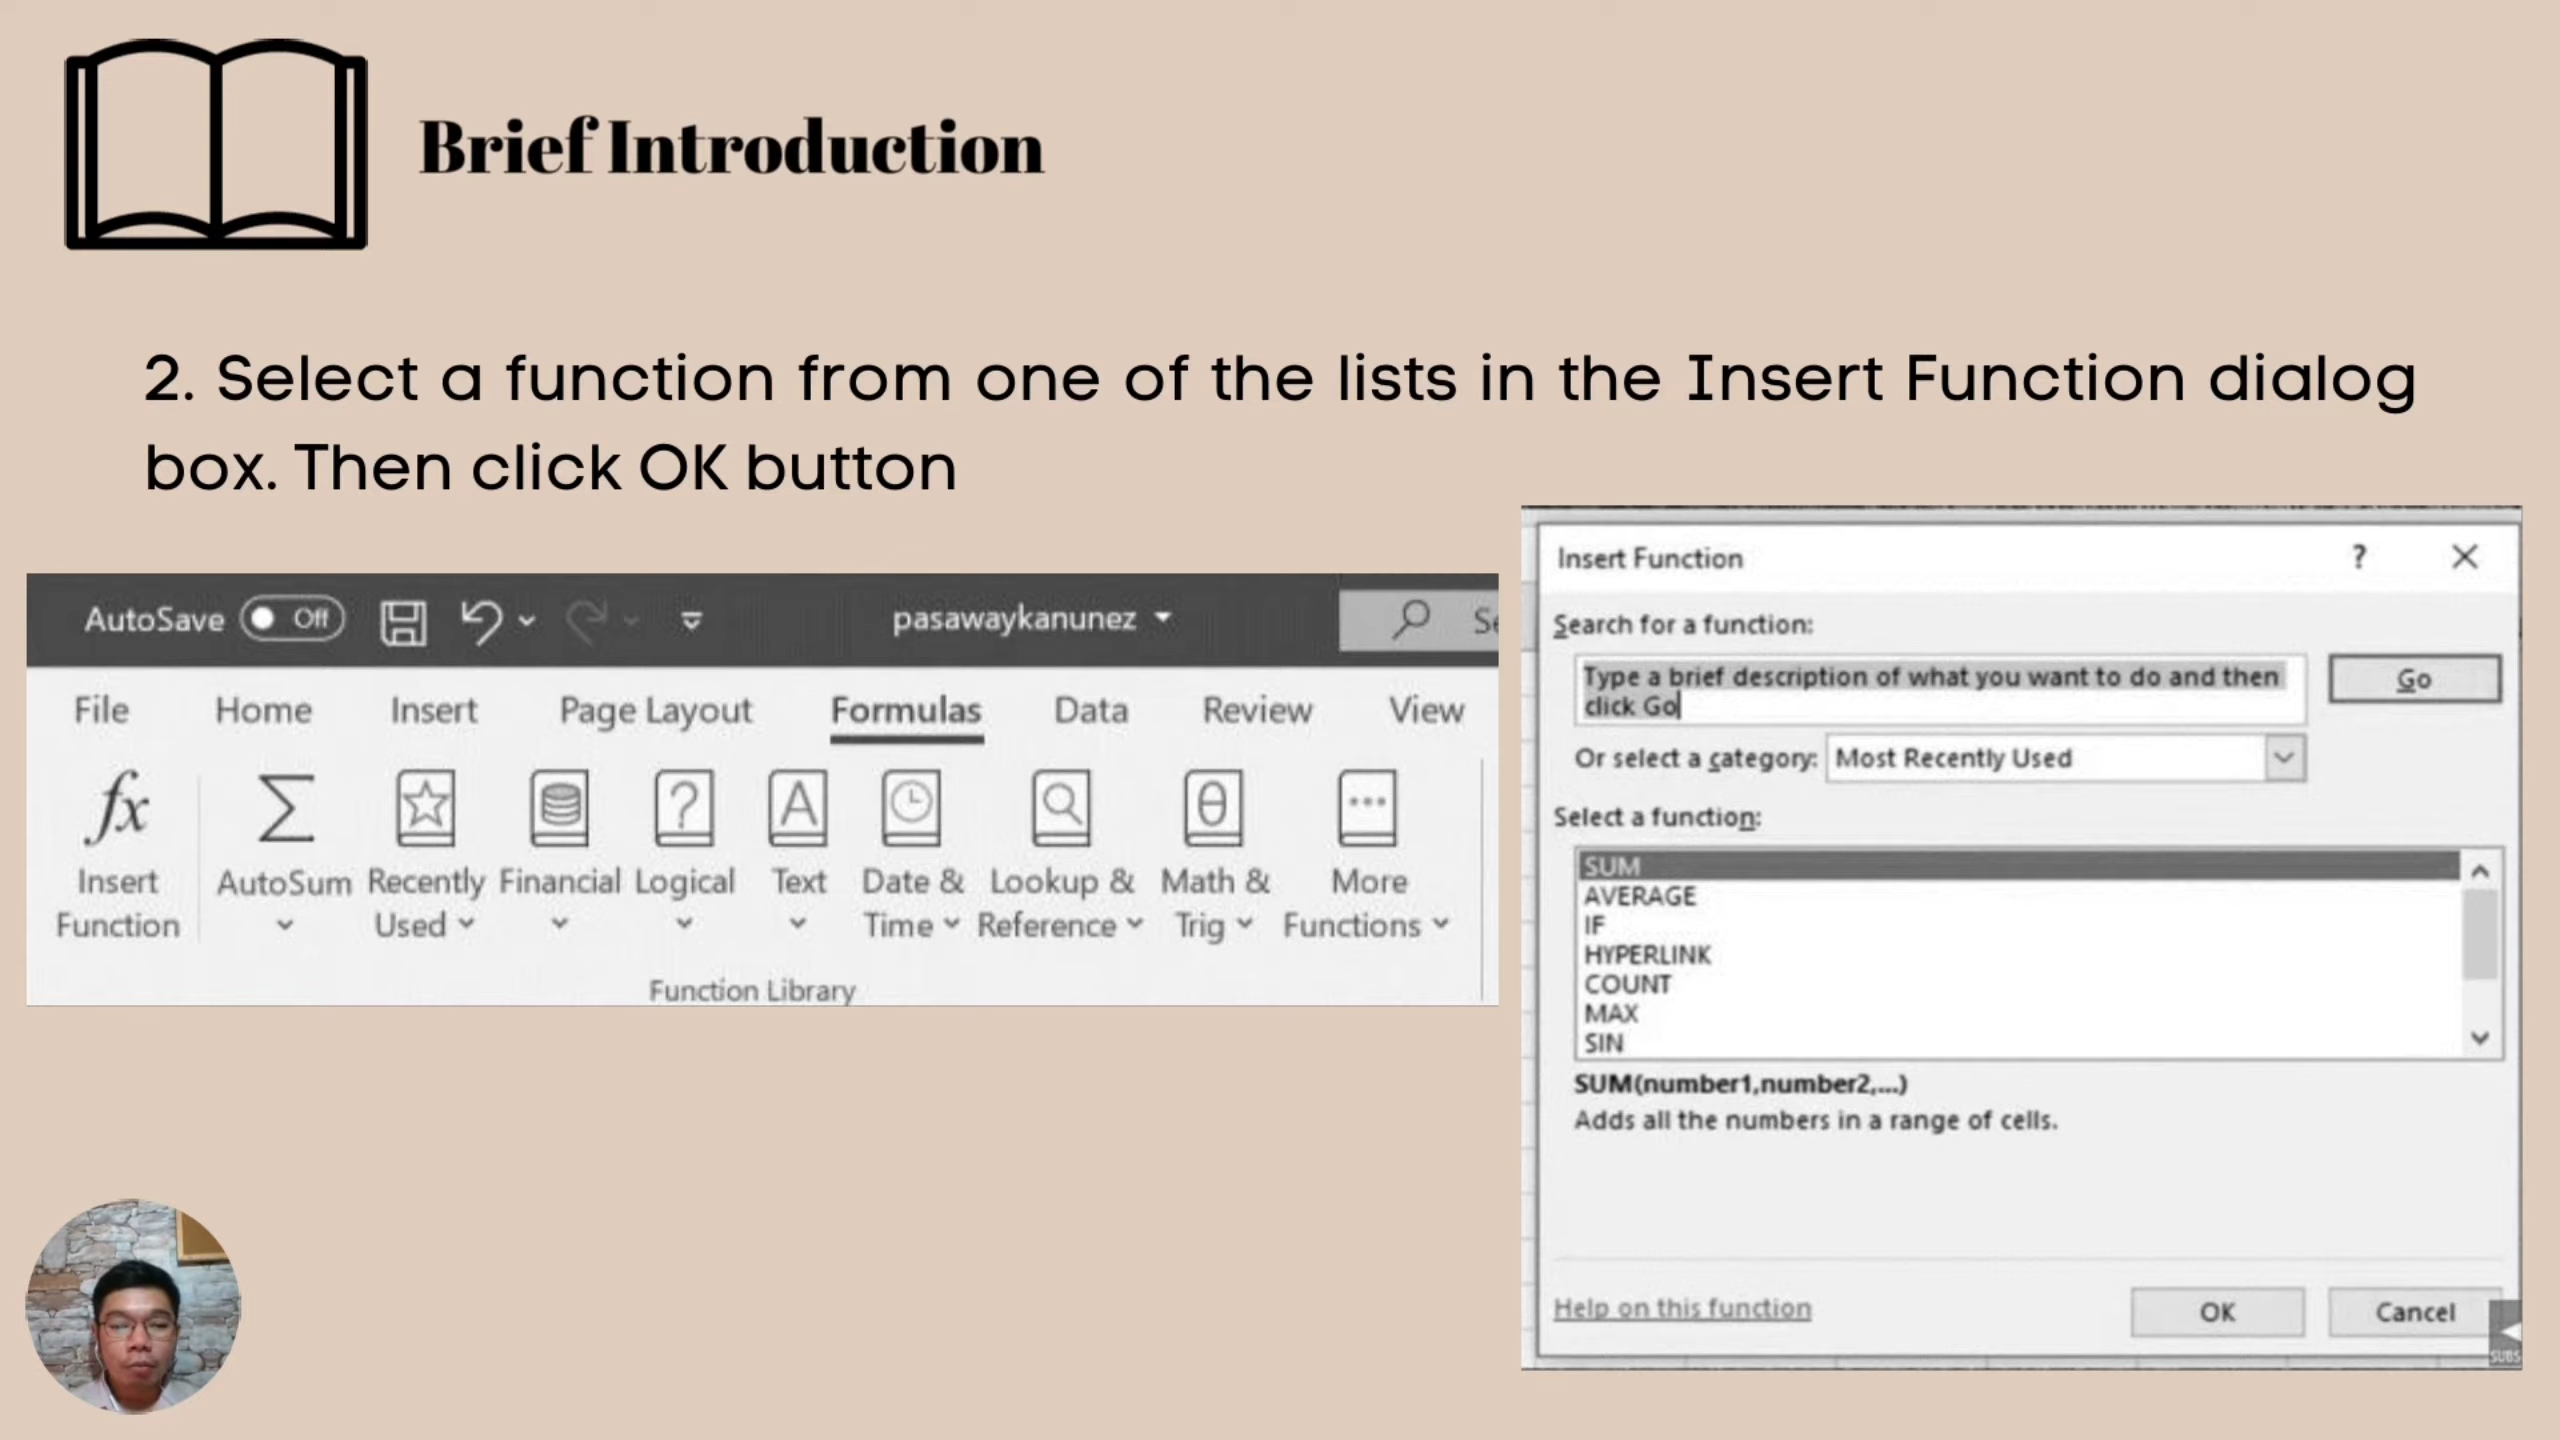 Brief Introduction
2. Select a function from one of the lists in the Insert Function dialog
box. Then click OK button
AutoSave Off pasawaykanunez Se
File Home Insert Page Layout Formulas Data Review View
fx
Insert Function
AutoSum
Recently Used
Financial
Logical
Text
Date & Time
Lookup & Reference
Math & Trig
More Functions
Function Library
Insert Function ?
Search for a function:
Type a brief description of what you want to do and then
click Go
Go
Or select a category: Most Recently Used
Select a function:
SUM
AVERAGE
IF
HYPERLINK
COUNT
MAX
SIN
SUM(number1,number2,...)
Adds all the numbers in a range of cells.
Help on this function
OK Cancel
SUBS